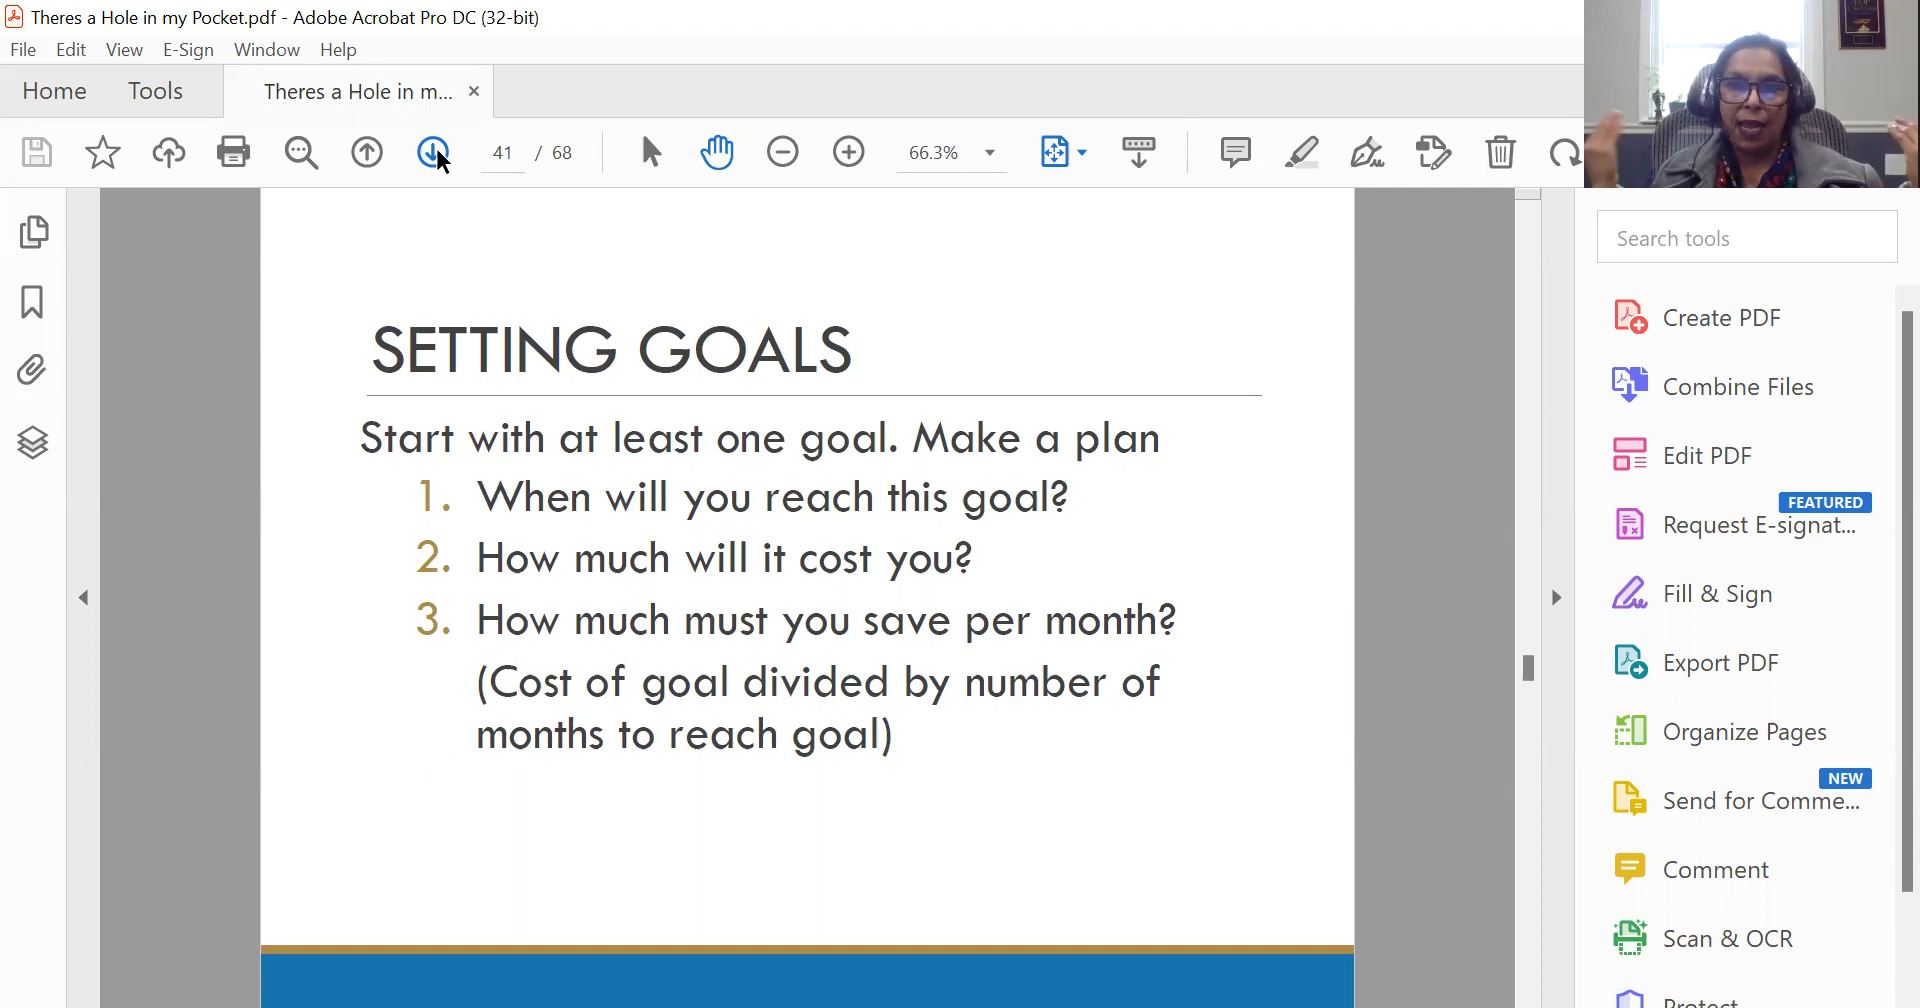 Theres a Hole in my Pocket.pdf - Adobe Acrobat Pro DC (32-bit)
File Edit View E-Sign Window Help
Home Tools Theres a Hole in m... ×
41 / 68 66.3%
TOP
Search tools
SETTING GOALS
Start with at least one goal. Make a plan
1. When will you reach this goal?
2. How much will it cost you?
3. How much must you save per month?
(Cost of goal divided by number of
months to reach goal)
Create PDF
Combine Files
Edit PDF
FEATURED
Request E-signat...
Fill & Sign
Export PDF
Organize Pages
NEW
Send for Comme...
Comment
Scan & OCR
Protect